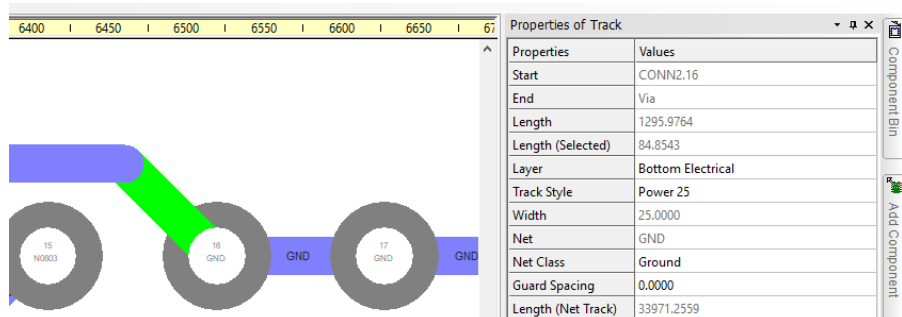 6400 6450 6500 6550 6600 6650 67
Properties of Track
Properties Values
Start CONN2.16
End Via
Length 1295.9764
Length (Selected) 84.8543
Layer Bottom Electrical
Track Style Power 25
Width 25.0000
Net GND
Net Class Ground
Guard Spacing 0.0000
Length (Net Track) 33971.2559
15
N0803
16
GND
GND
17
GND
GND
Component Bin
Add Component